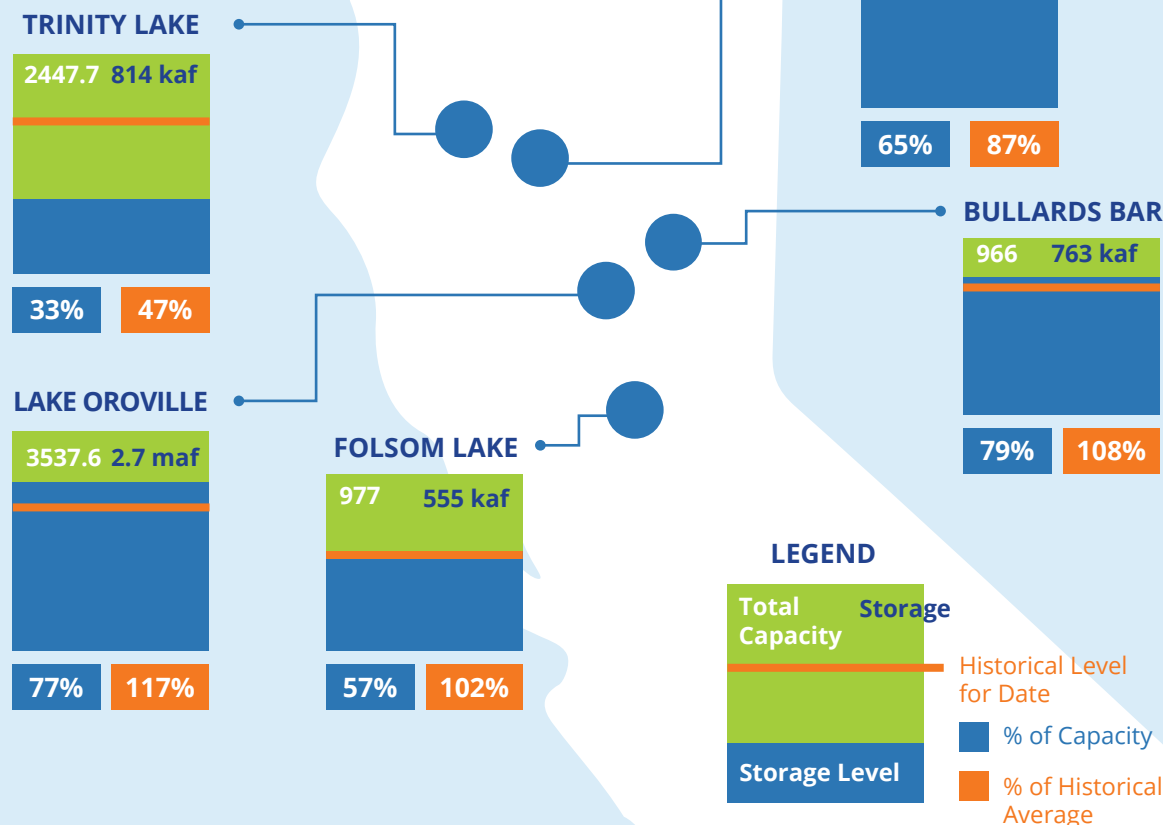 TRINITY LAKE
2447.7 814 kaf
33% 47%
65% 87%
BULLARDS BAR
966 763 kaf
79% 108%
LAKE OROVILLE
3537.6 2.7 maf
77% 117%
FOLSOM LAKE
977 555 kaf
57% 102%
LEGEND
Total Storage
Capacity
Historical Level
for Date
% of Capacity
Storage Level
% of Historical
Average